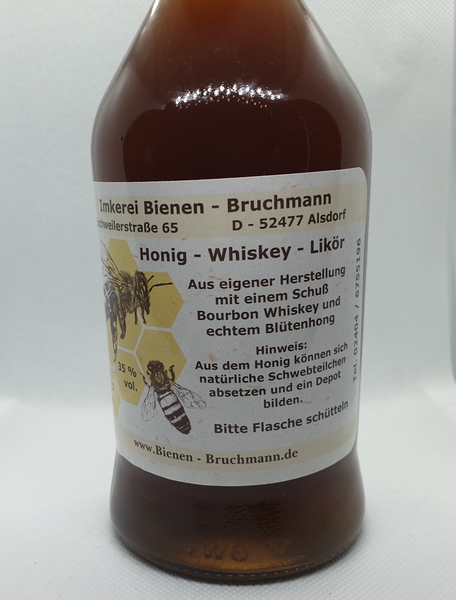 Imkerei Bienen - Bruchmann
chweilerstraße 65 D - 52477 Alsdorf
Honig - Whiskey - Likör
Aus eigener Herstellung
mit einem Schuß
Bourbon Whiskey und
echtem Blütenhong
Hinweis:
Aus dem Honig können sich
natürliche Schwebteilchen
absetzen und ein Depot
bilden.
Bitte Flasche schütteln
35 %
vol.
www.Bienen - Bruchmann.de
Tel. 02404 / 6755196